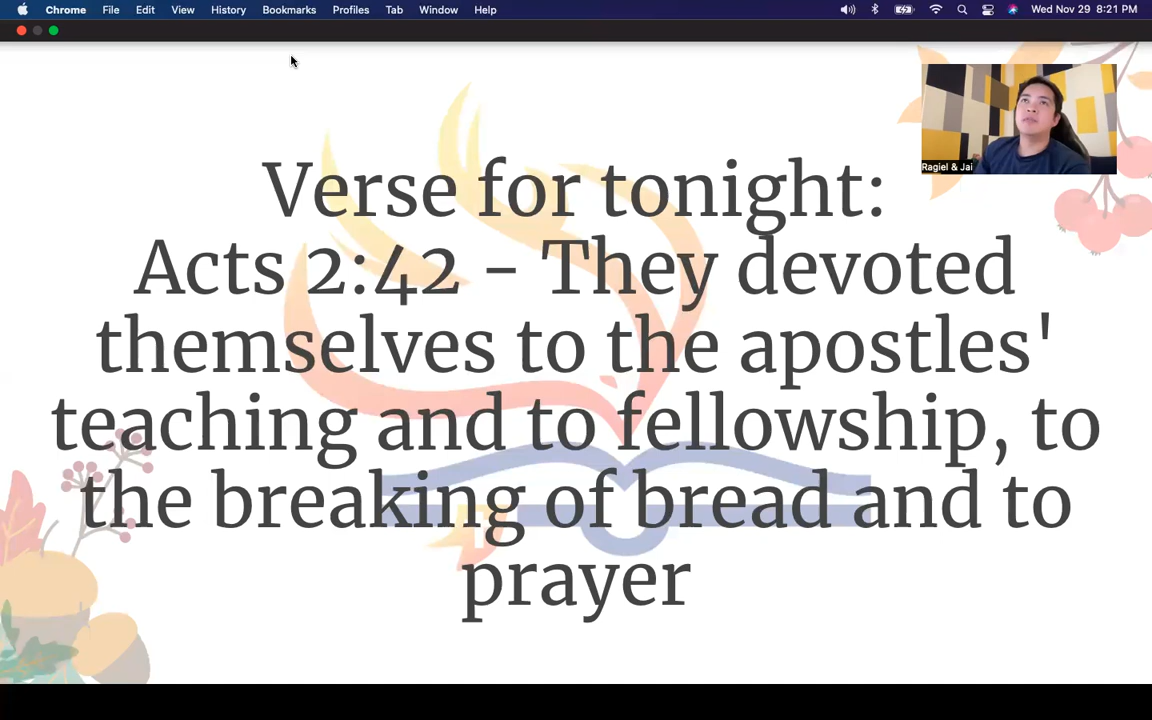 Chrome File Edit View History Bookmarks Profiles Tab Window Help Wed Nov 29 8:21 PM
Ragiel & Jai
Verse for tonight:
Acts 2:42 - They devoted
themselves to the apostles'
teaching and to fellowship, to
the breaking of bread and to
prayer